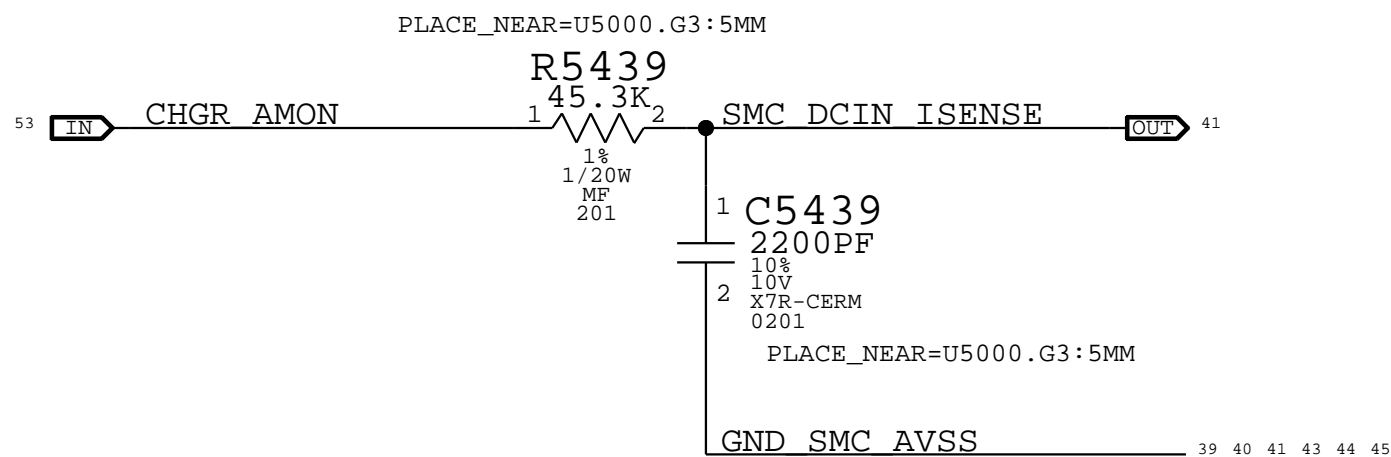 PLACE_NEAR=U5000.G3:5MM
R5439
45.3K
53 IN CHGR_AMON 1 2 SMC_DCIN_ISENSE OUT 41
1%
1/20W
MF
201
1 C5439
2200PF
10%
10V
2 X7R-CERM
0201
PLACE_NEAR=U5000.G3:5MM
GND_SMC_AVSS 39 40 41 43 44 45